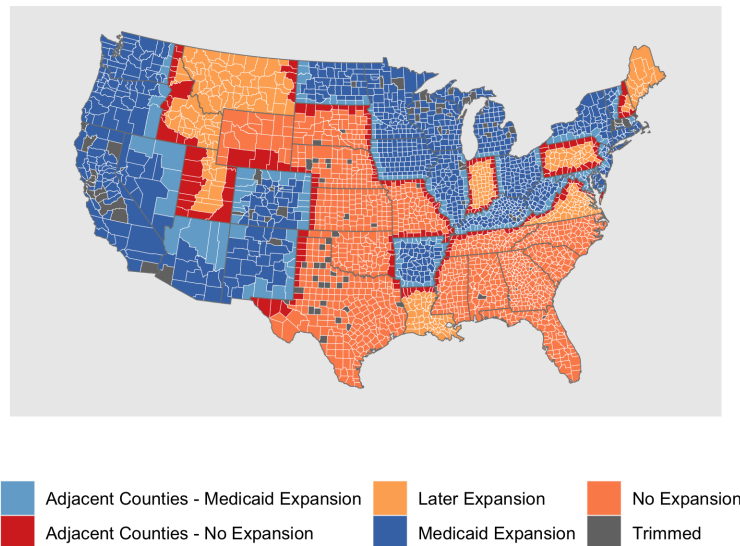 Adjacent Counties - Medicaid Expansion Later Expansion No Expansion
Adjacent Counties - No Expansion Medicaid Expansion Trimmed